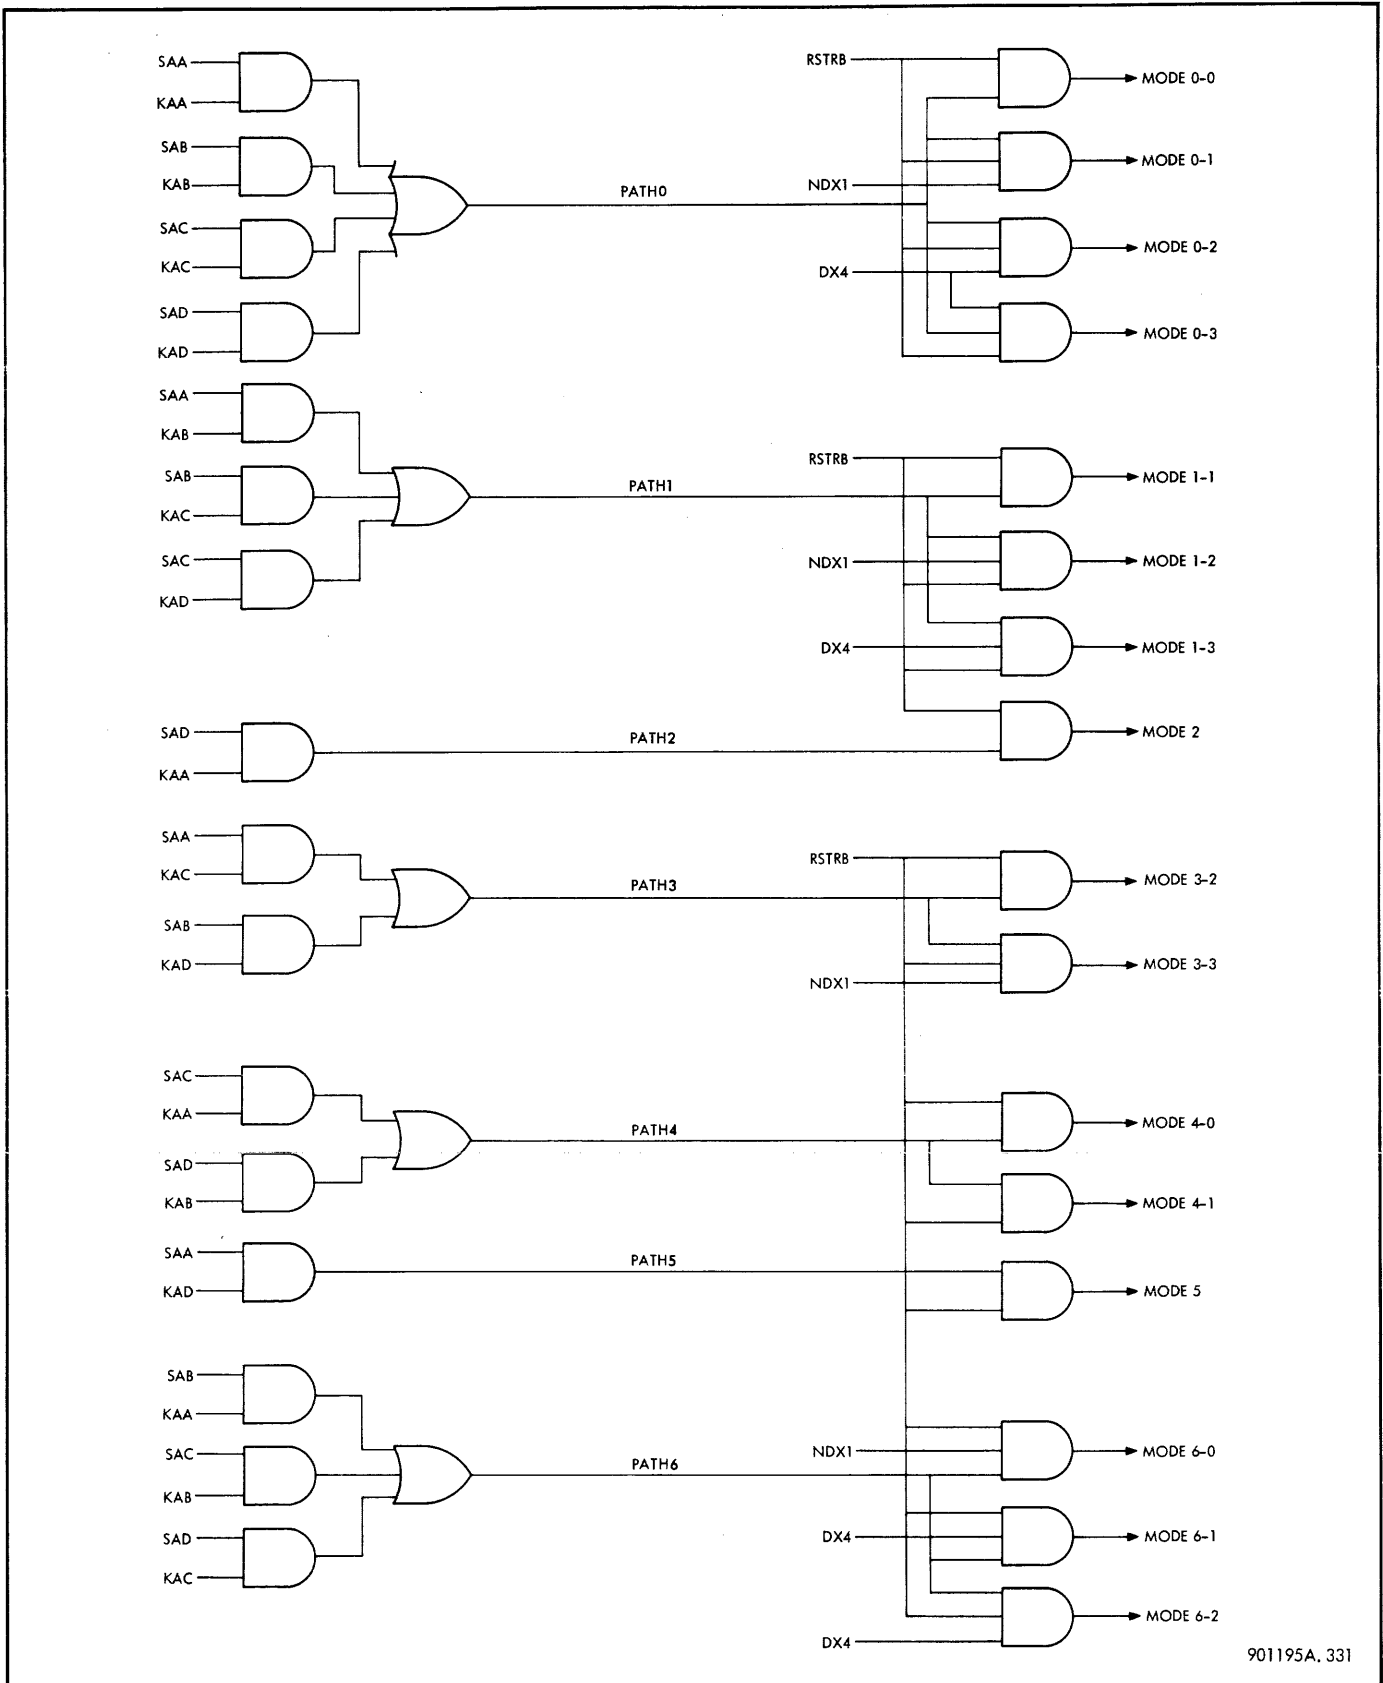 SAA
KAA
SAB
KAB
SAC
KAC
SAD
KAD
PATH0
RSTRB
NDX1
DX4
MODE 0-0
MODE 0-1
MODE 0-2
MODE 0-3
SAA
KAB
SAB
KAC
SAC
KAD
PATH1
RSTRB
NDX1
DX4
MODE 1-1
MODE 1-2
MODE 1-3
SAD
KAA
PATH2
MODE 2
SAA
KAC
SAB
KAD
PATH3
RSTRB
NDX1
MODE 3-2
MODE 3-3
SAC
KAA
SAD
KAB
PATH4
MODE 4-0
MODE 4-1
SAA
KAD
PATH5
MODE 5
SAB
KAA
SAC
KAB
SAD
KAC
PATH6
NDX1
DX4
DX4
MODE 6-0
MODE 6-1
MODE 6-2
901195A. 331